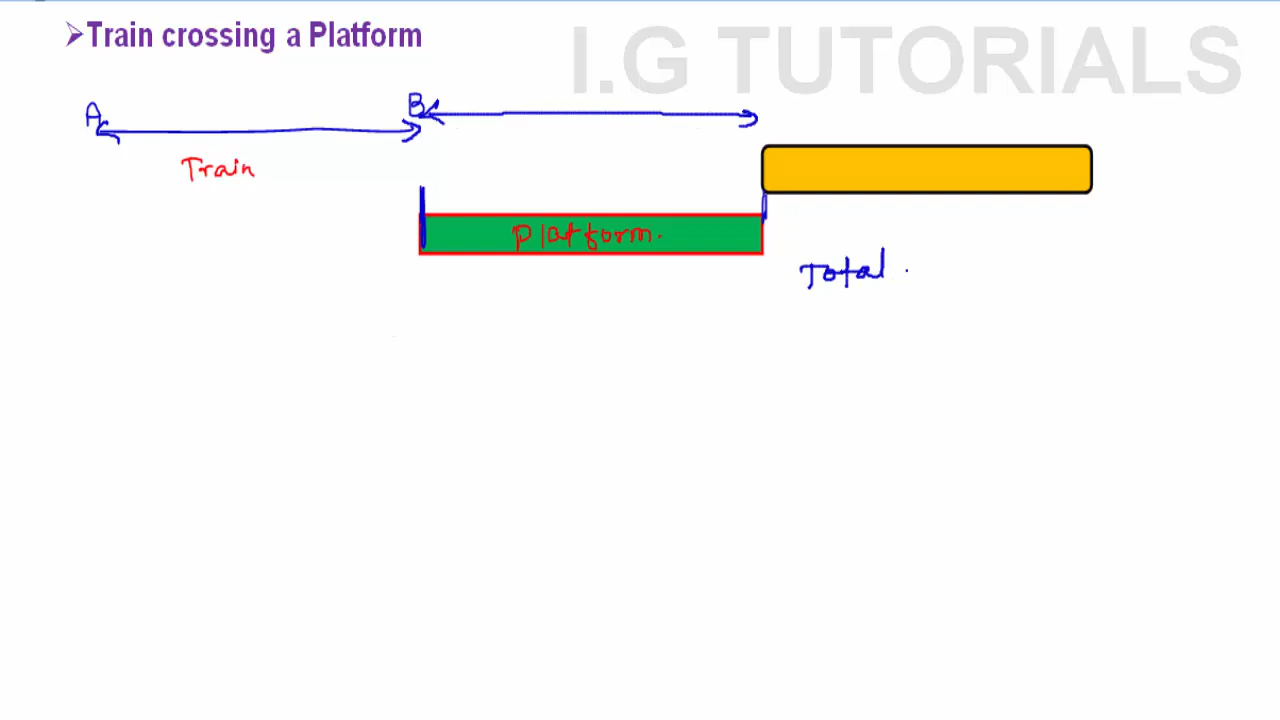 ➢Train crossing a Platform
I.G TUTORIALS
A
B
Train
Platform.
Total